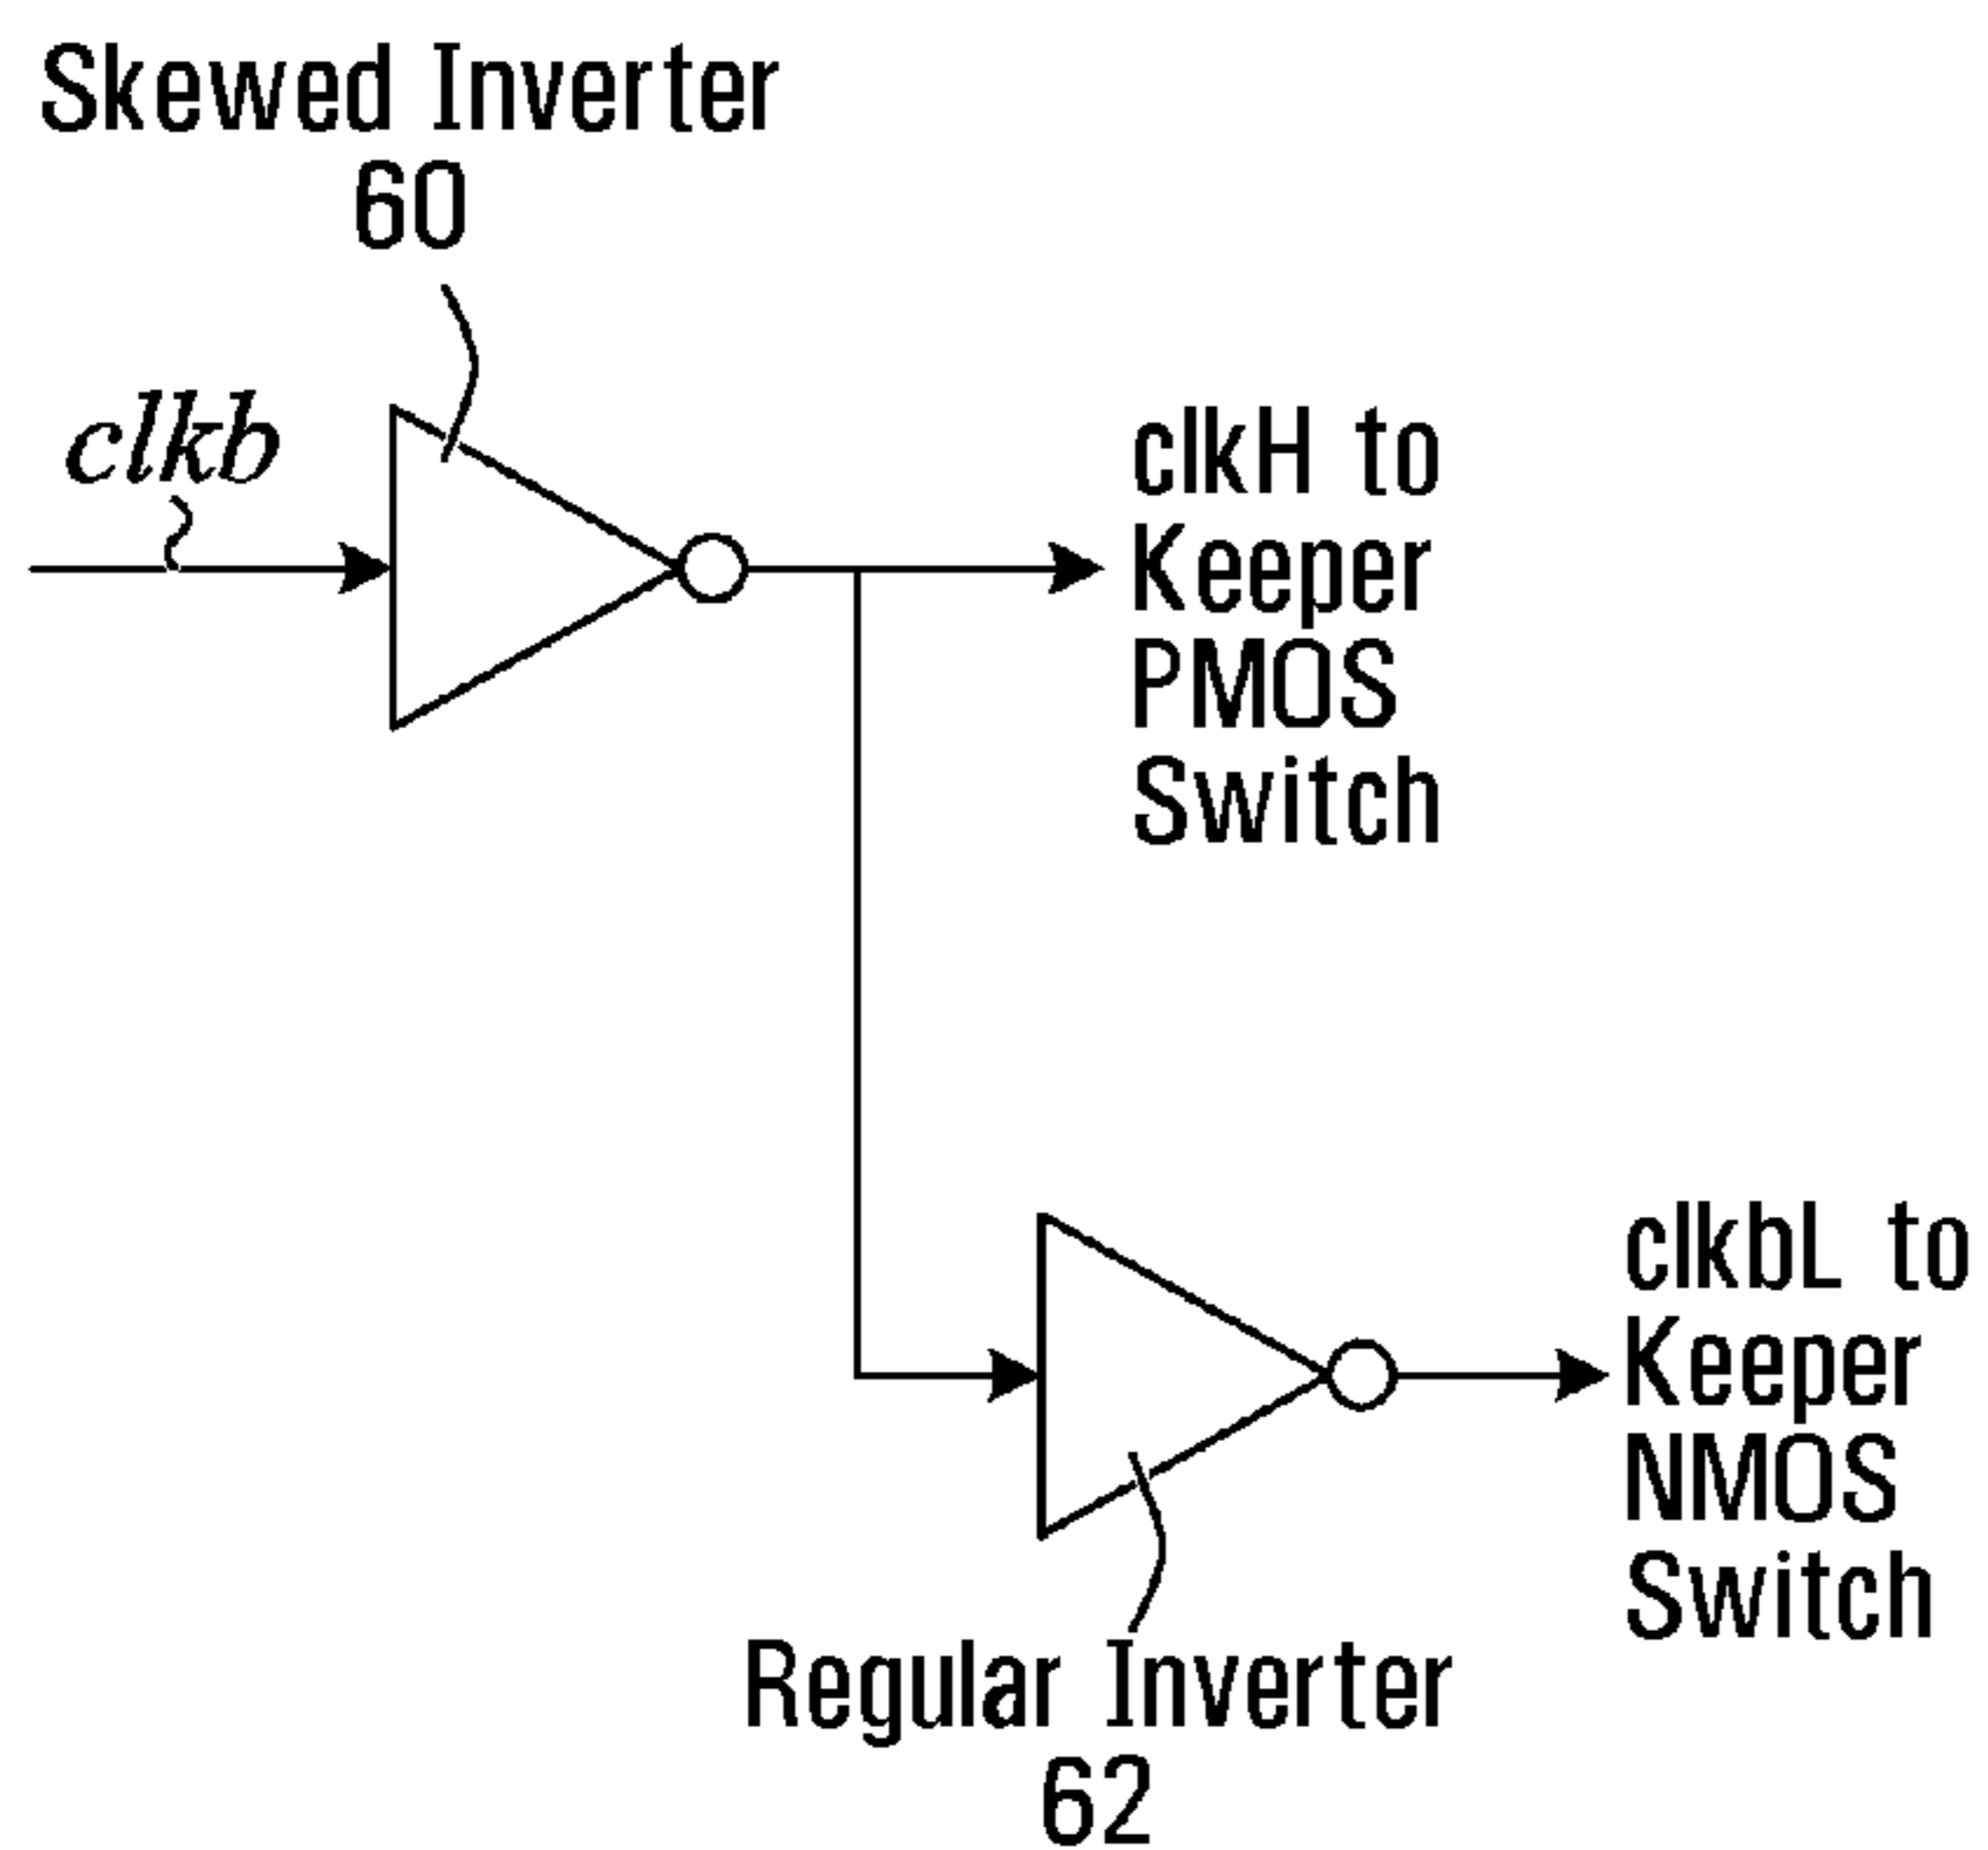 Skewed Inverter
60
clkb
clkH to
Keeper
PMOS
Switch
clkbL to
Keeper
NMOS
Switch
Regular Inverter
62